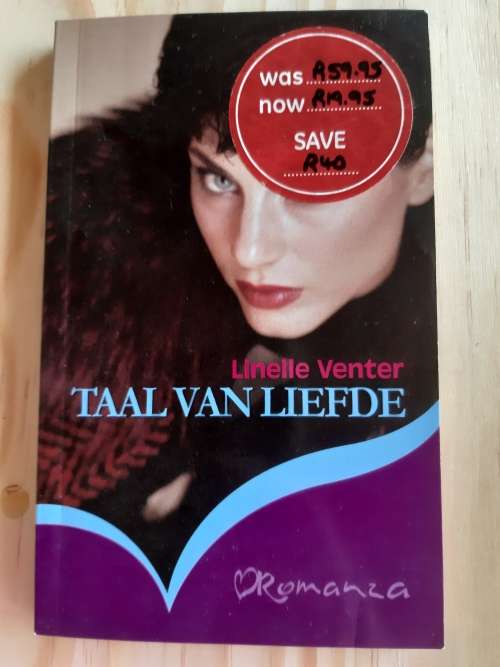 was R59.95
now R19.95
SAVE
R40
Linelle Venter
TAAL VAN LIEFDE
Romanza